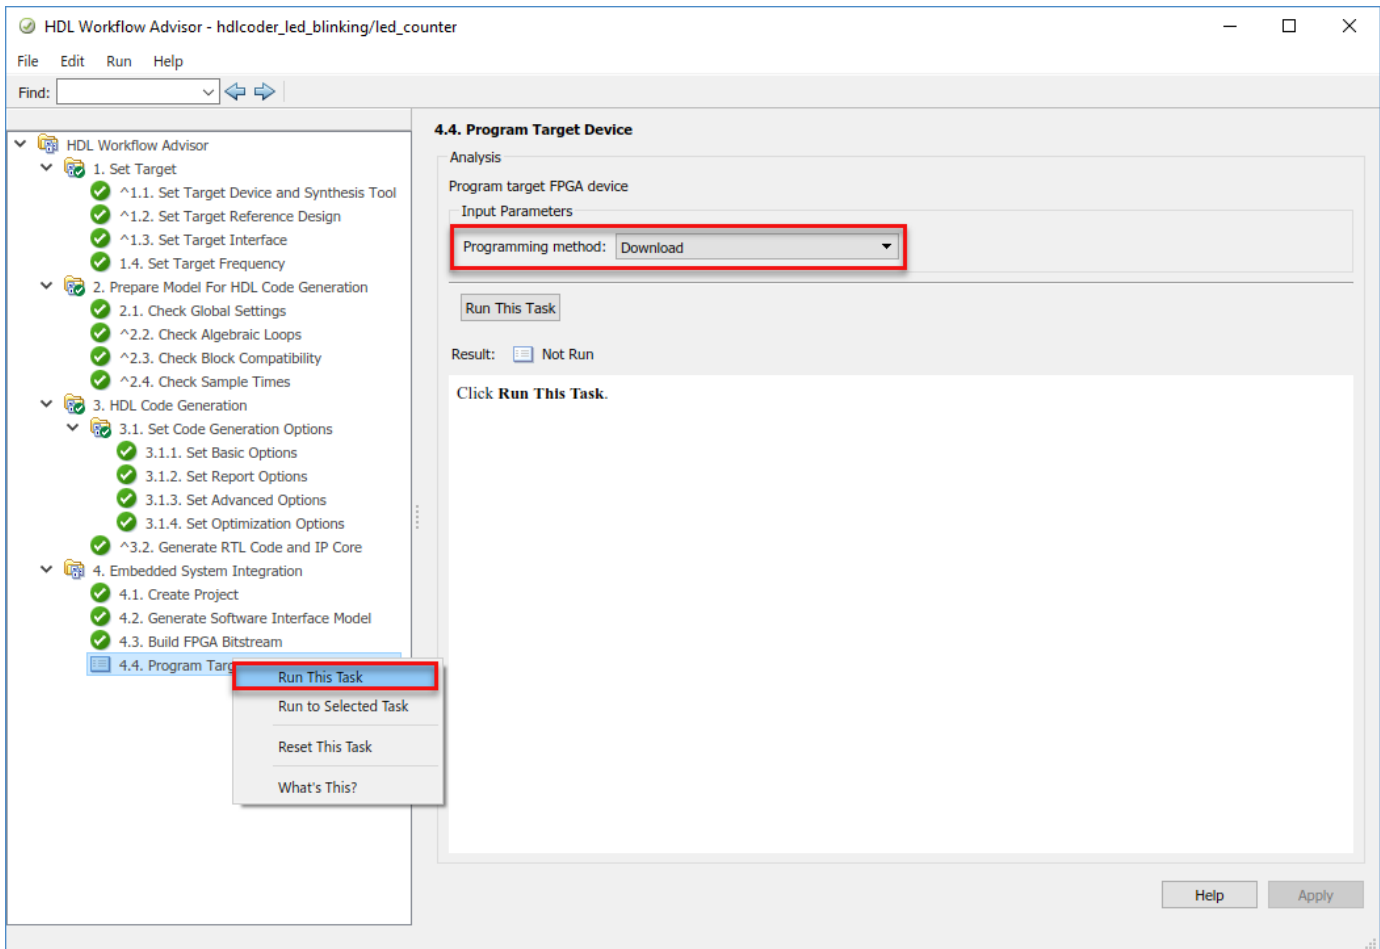 HDL Workflow Advisor - hdlcoder_led_blinking/led_counter
File Edit Run Help
Find:
HDL Workflow Advisor
1. Set Target
^1.1. Set Target Device and Synthesis Tool
^1.2. Set Target Reference Design
^1.3. Set Target Interface
1.4. Set Target Frequency
2. Prepare Model For HDL Code Generation
2.1. Check Global Settings
^2.2. Check Algebraic Loops
^2.3. Check Block Compatibility
^2.4. Check Sample Times
3. HDL Code Generation
3.1. Set Code Generation Options
3.1.1. Set Basic Options
3.1.2. Set Report Options
3.1.3. Set Advanced Options
3.1.4. Set Optimization Options
^3.2. Generate RTL Code and IP Core
4. Embedded System Integration
4.1. Create Project
4.2. Generate Software Interface Model
4.3. Build FPGA Bitstream
4.4. Program Targ
Run This Task
Run to Selected Task
Reset This Task
What's This?
4.4. Program Target Device
Analysis
Program target FPGA device
Input Parameters
Programming method: Download
Run This Task
Result: Not Run
Click Run This Task.
Help Apply